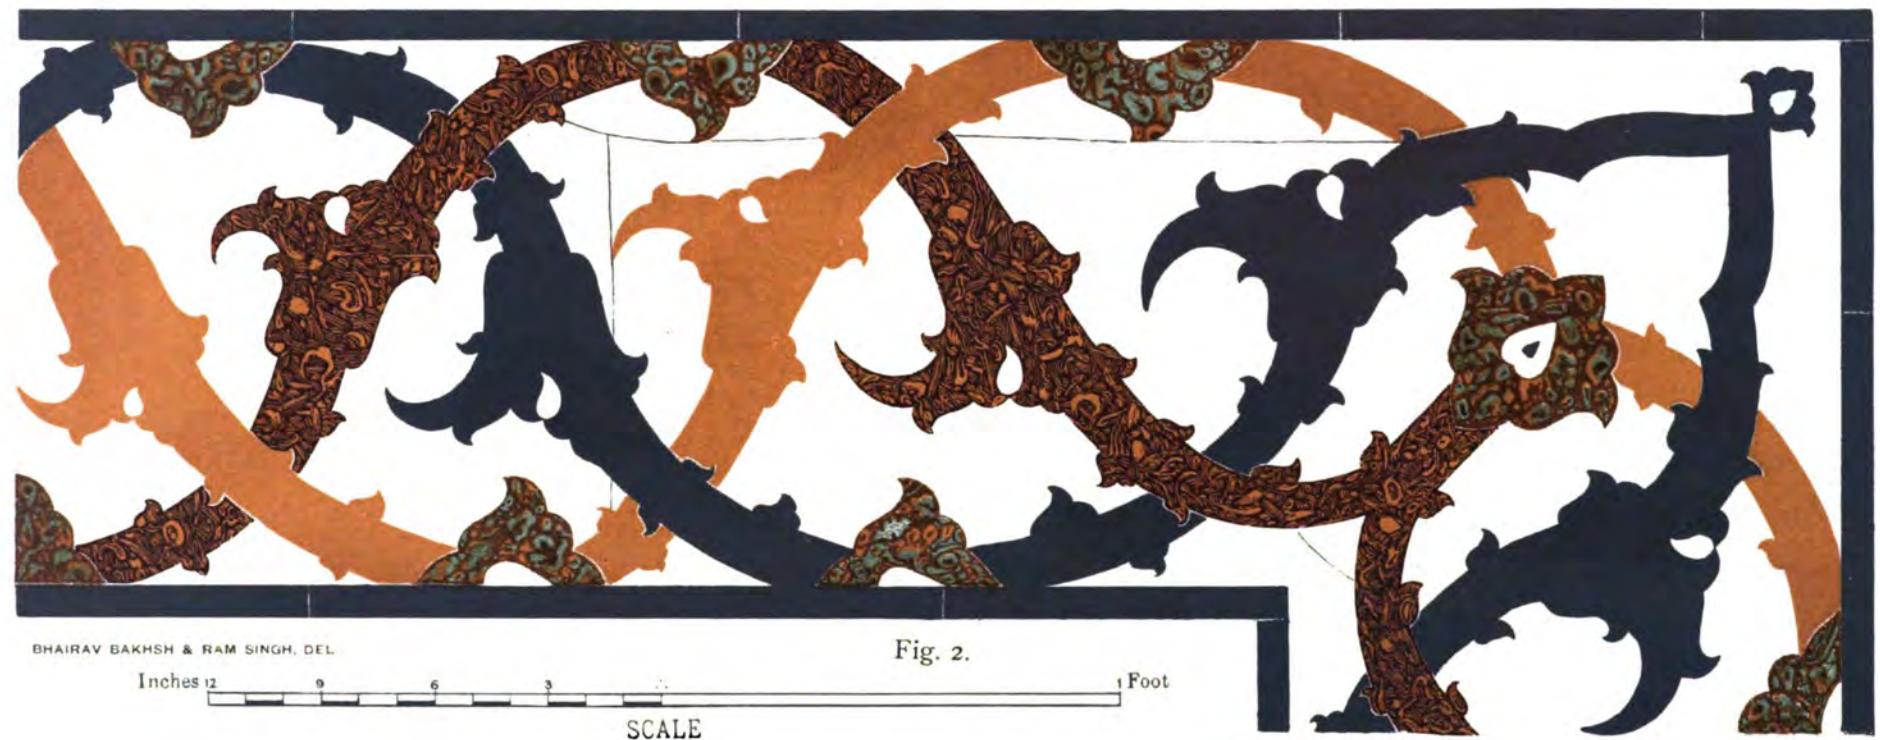 BHAIRAV BAKHSH & RAM SINGH, DEL.
Fig. 2.
Inches 12 9 6 3 1 Foot
SCALE